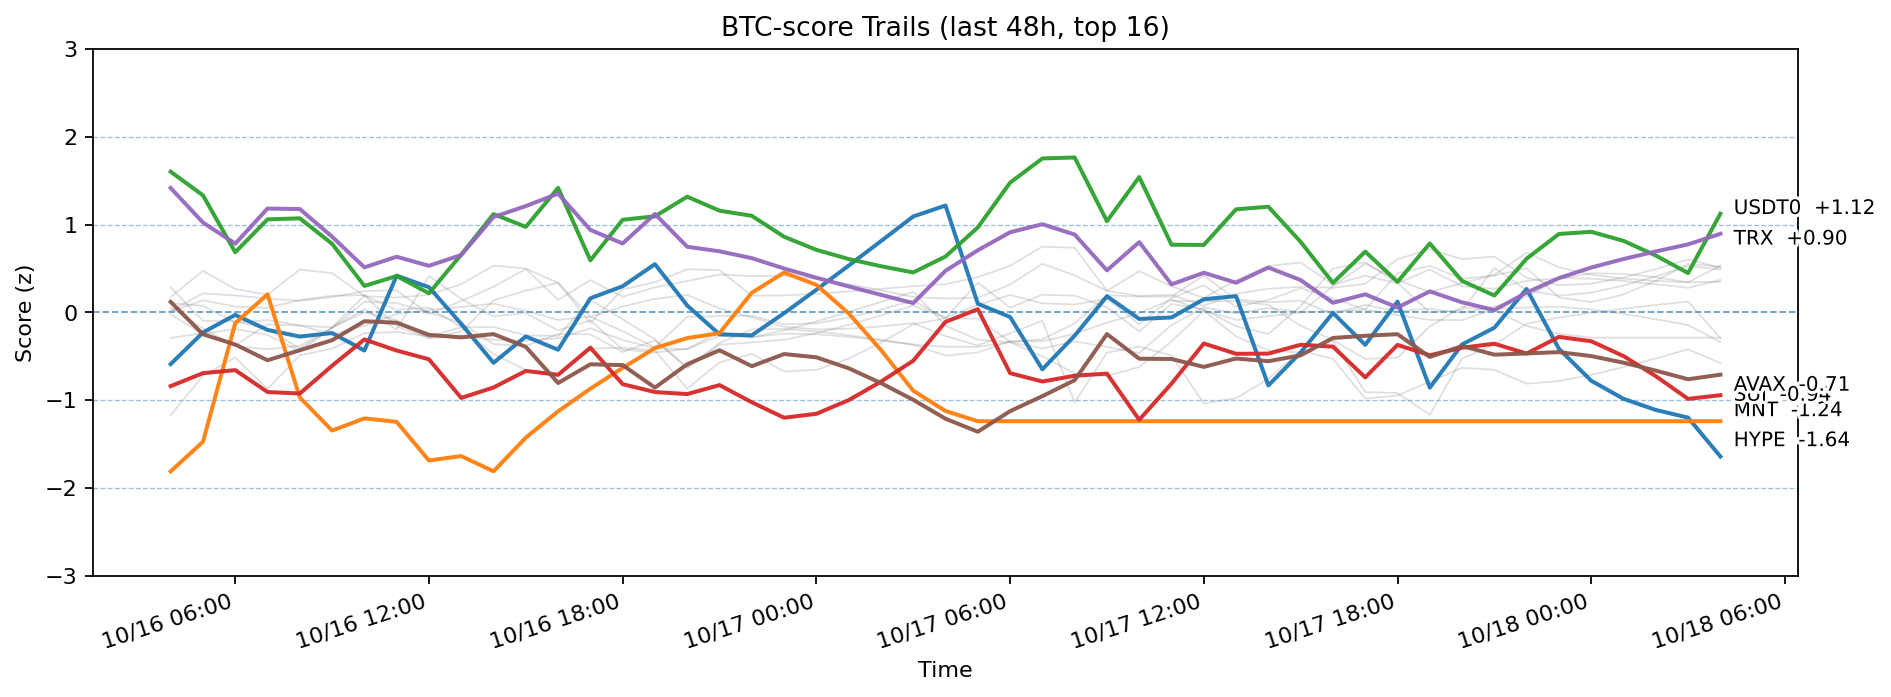 BTC-score Trails (last 48h, top 16)
Score (z)
3
2
1
0
−1
−2
−3
USDT0 +1.12
TRX +0.90
AVAX -0.71
SUI -0.94
MNT -1.24
HYPE -1.64
10/16 06:00
10/16 12:00
10/16 18:00
10/17 00:00
10/17 06:00
10/17 12:00
10/17 18:00
10/18 00:00
10/18 06:00
Time